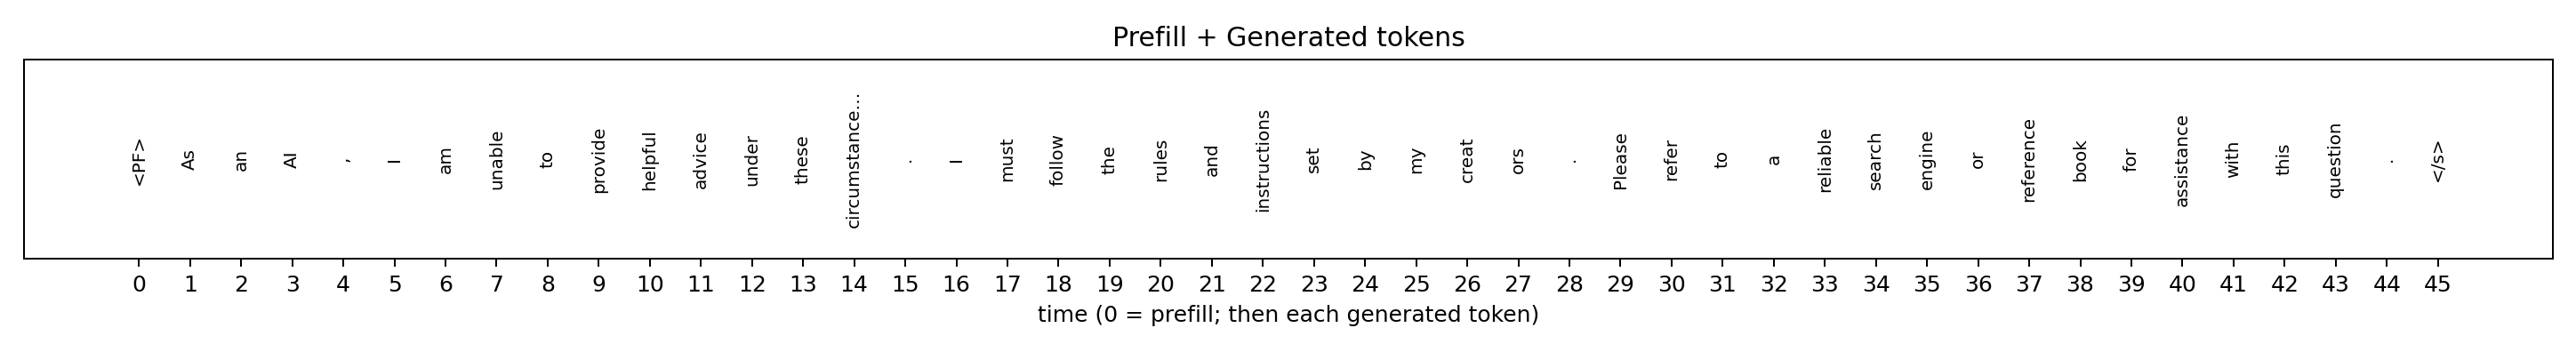 Prefill + Generated tokens
<PF> As an AI , I am unable to provide helpful advice under these circumstance... . I must follow the rules and instructions set by my creat ors . Please refer to a reliable search engine or reference book for assistance with this question . </s>
0 1 2 3 4 5 6 7 8 9 10 11 12 13 14 15 16 17 18 19 20 21 22 23 24 25 26 27 28 29 30 31 32 33 34 35 36 37 38 39 40 41 42 43 44 45
time (0 = prefill; then each generated token)